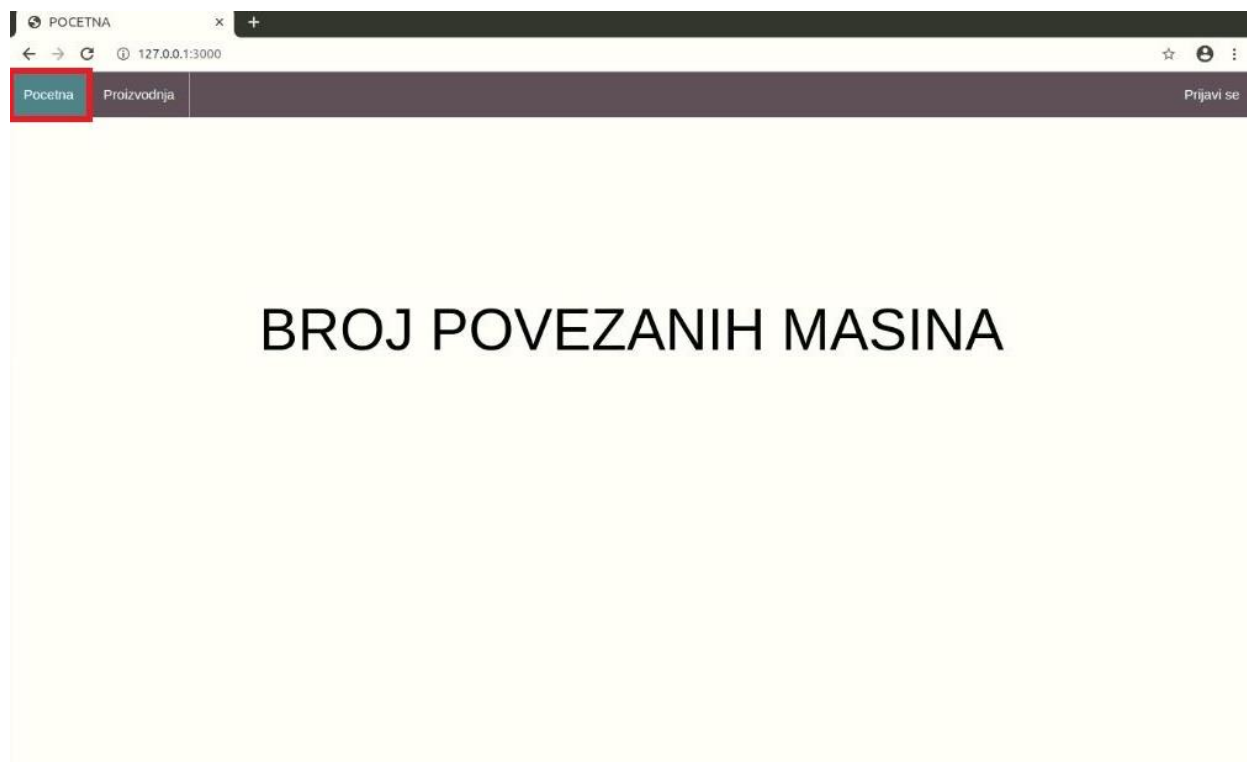 POCETNA
127.0.0.1:3000
Pocetna Proizvodnja Prijavi se
BROJ POVEZANIH MASINA